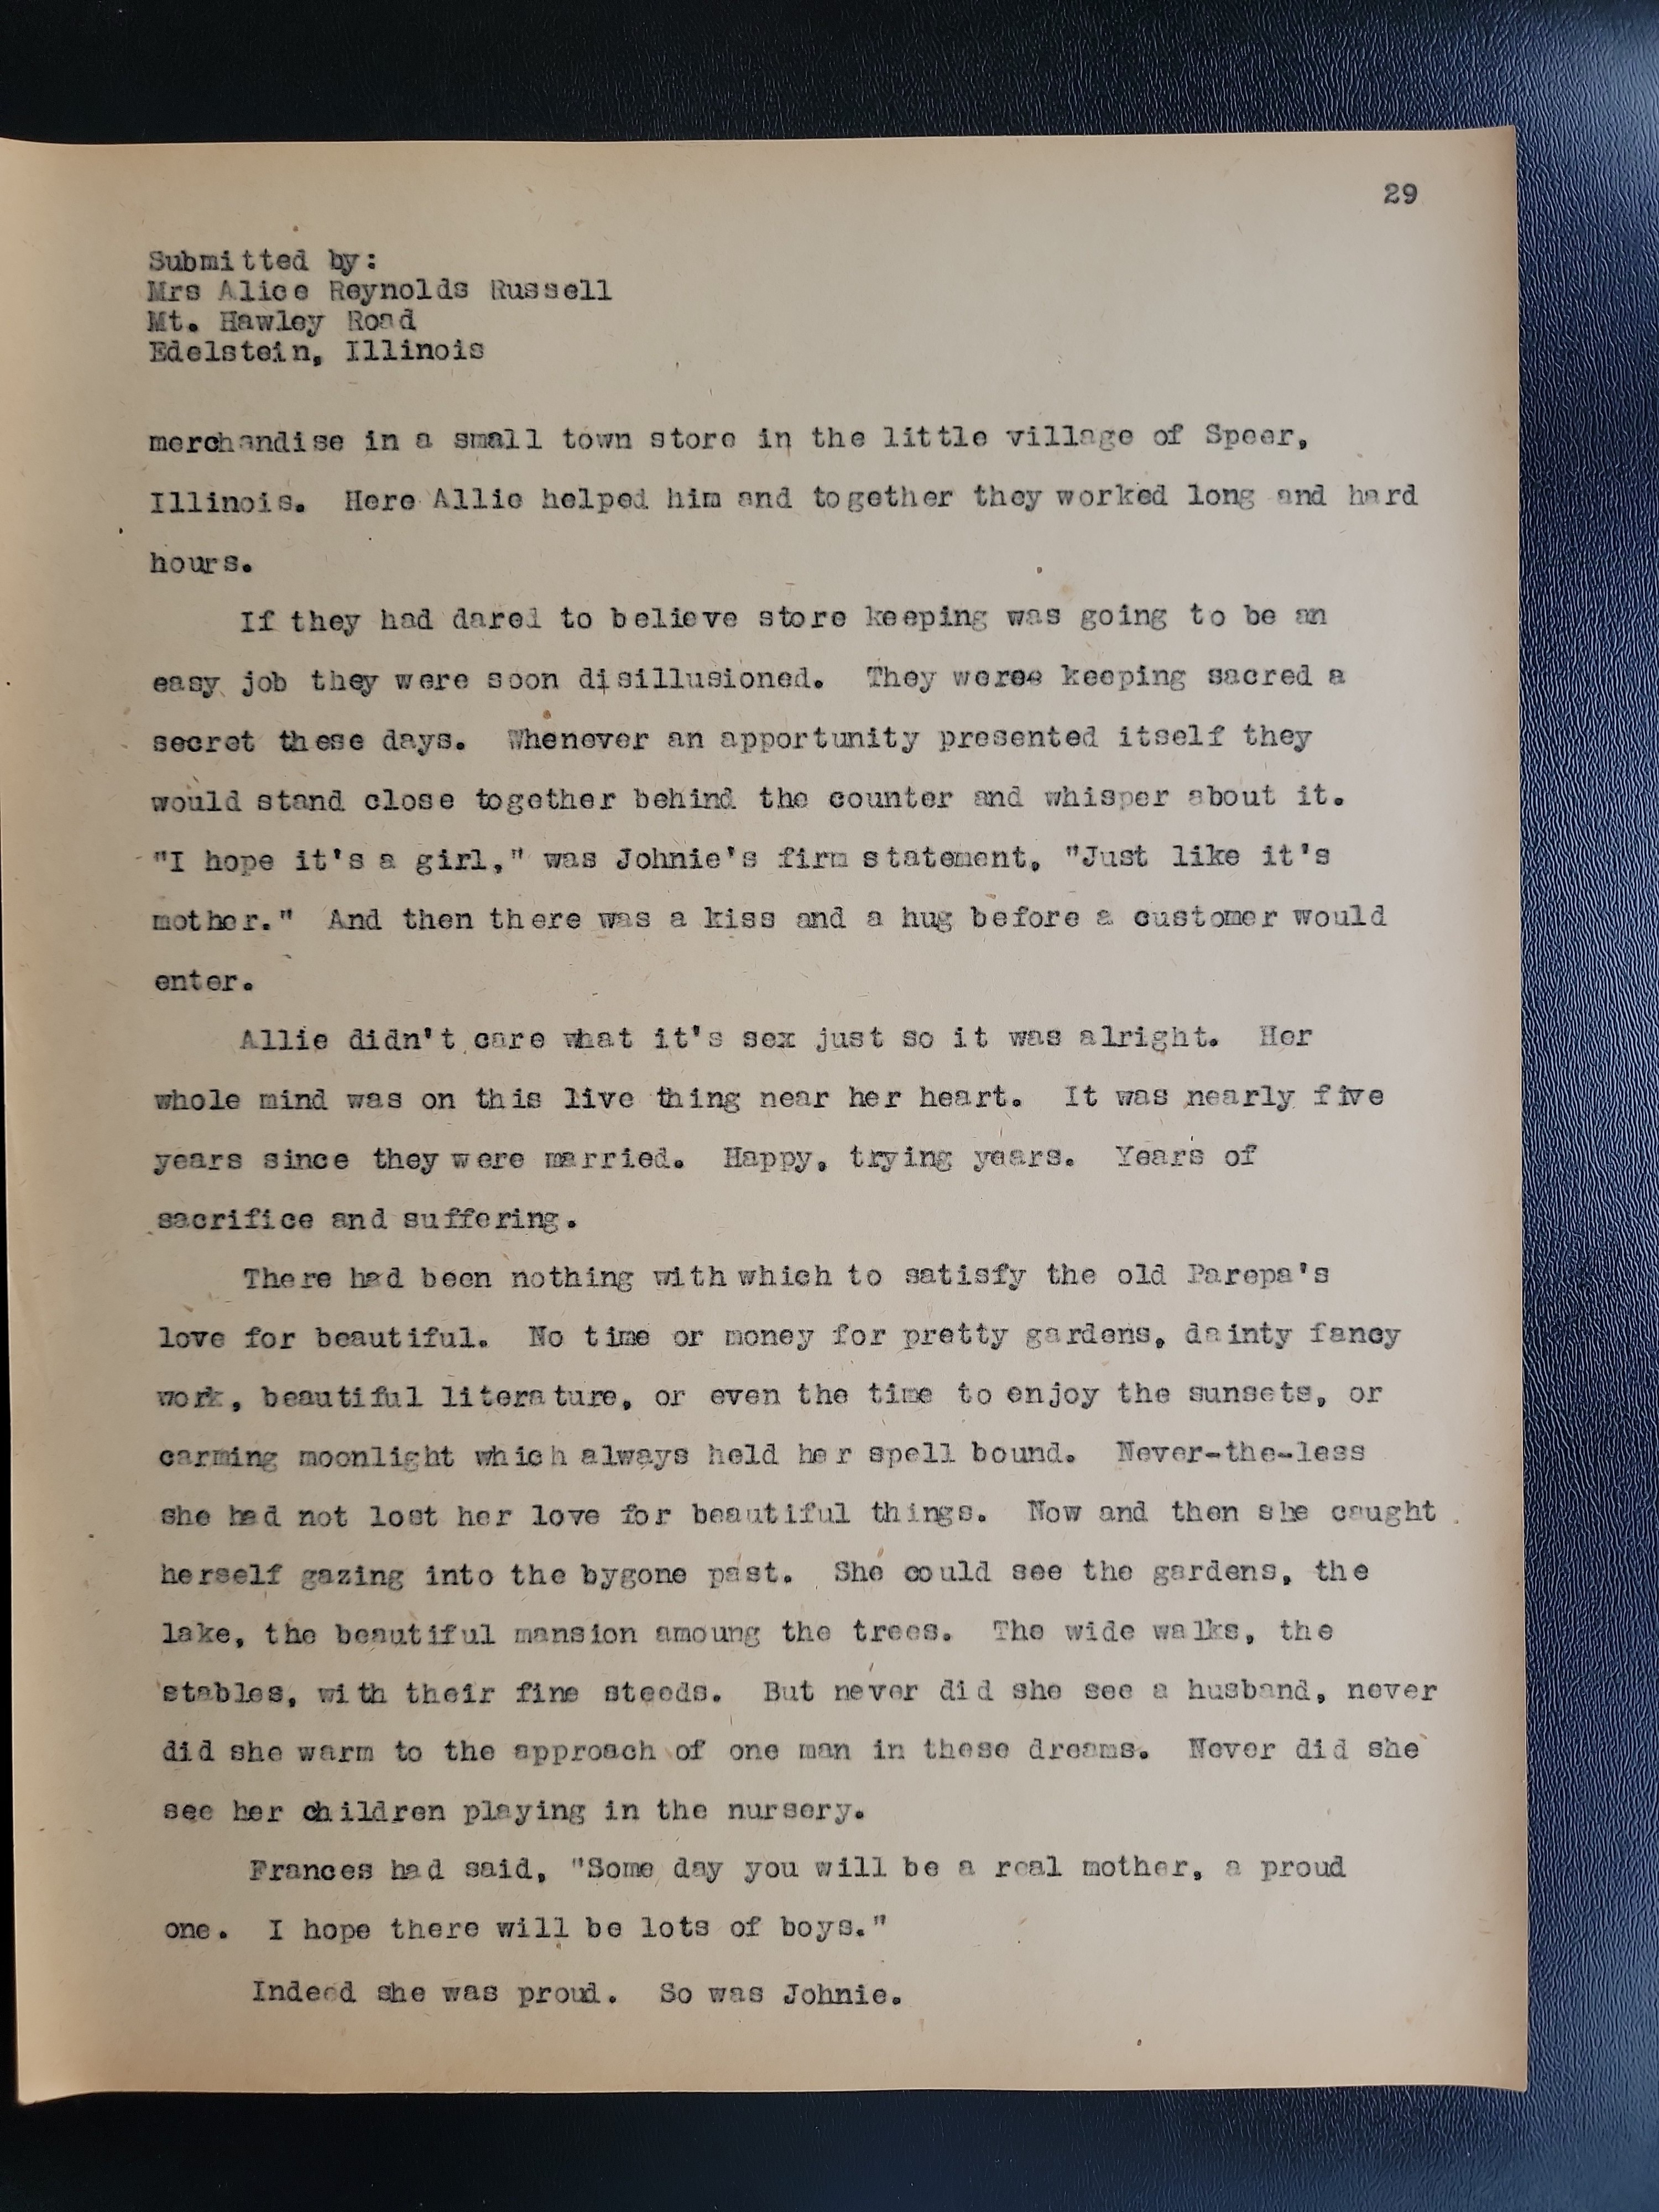 29
Submitted by:
Mrs Alice Reynolds Russell
Mt. Hawley Road
Edelstein, Illinois
merchandise in a small town store in the little village of Speer,
Illinois. Here Allie helped him and together they worked long and hard
hours.
If they had dared to believe store keeping was going to be an
easy job they were soon disillusioned. They weree keeping sacred a
secret these days. Whenever an apportunity presented itself they
would stand close together behind the counter and whisper about it.
"I hope it's a girl," was Johnie's firm statement, "Just like it's
mother." And then there was a kiss and a hug before a customer would
enter.
Allie didn't care what it's sex just so it was alright. Her
whole mind was on this live thing near her heart. It was nearly five
years since they were married. Happy, trying years. Years of
sacrifice and suffering.
There had been nothing with which to satisfy the old Parepa's
love for beautiful. No time or money for pretty gardens, dainty fancy
work, beautiful literature, or even the time to enjoy the sunsets, or
carming moonlight which always held her spell bound. Never-the-less
she had not lost her love for beautiful things. Now and then she caught
herself gazing into the bygone past. She could see the gardens, the
lake, the beautiful mansion amoung the trees. The wide walks, the
stables, with their fine steeds. But never did she see a husband, never
did she warm to the approach of one man in these dreams. Never did she
see her children playing in the nursery.
Frances had said, "Some day you will be a real mother, a proud
one. I hope there will be lots of boys."
Indeed she was proud. So was Johnie.